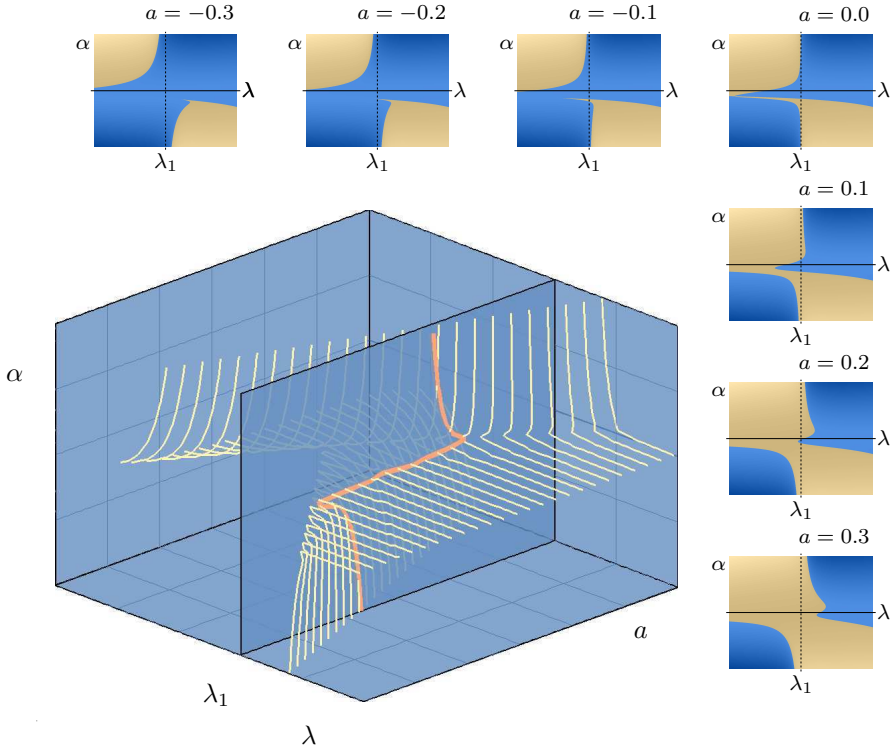 a = −0.3
a = −0.2
a = −0.1
a = 0.0
α
λ
λ₁
α
λ
λ₁
α
λ
λ₁
α
λ
λ₁
a = 0.1
α
λ
λ₁
a = 0.2
α
λ
λ₁
a = 0.3
α
λ
λ₁
α
a
λ₁
λ